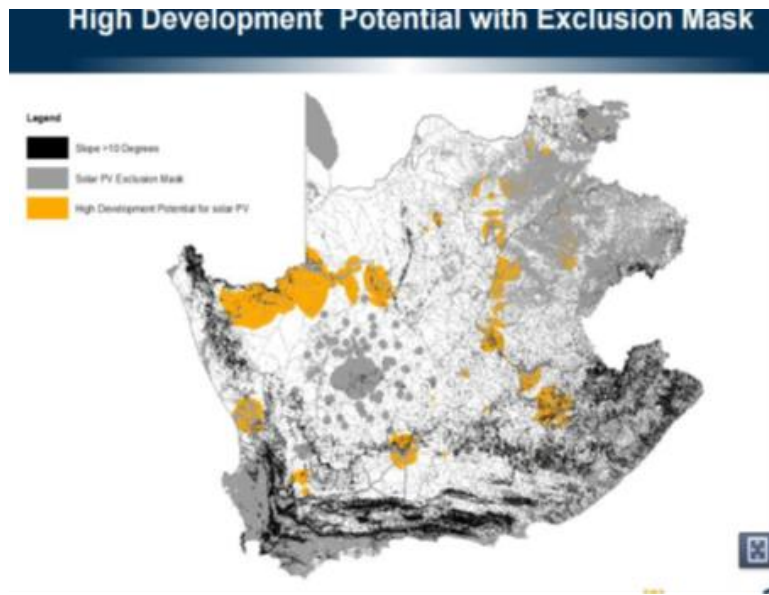 High Development Potential with Exclusion Mask
Legend
Slope >10 Degrees
Solar PV Exclusion Mask
High Development Potential for solar PV